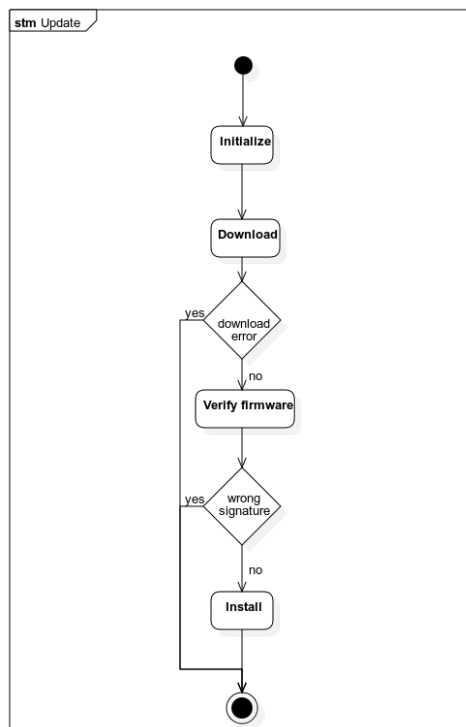 stm Update
Initialize
Download
yes
download
error
no
Verify firmware
yes
wrong
signature
no
Install